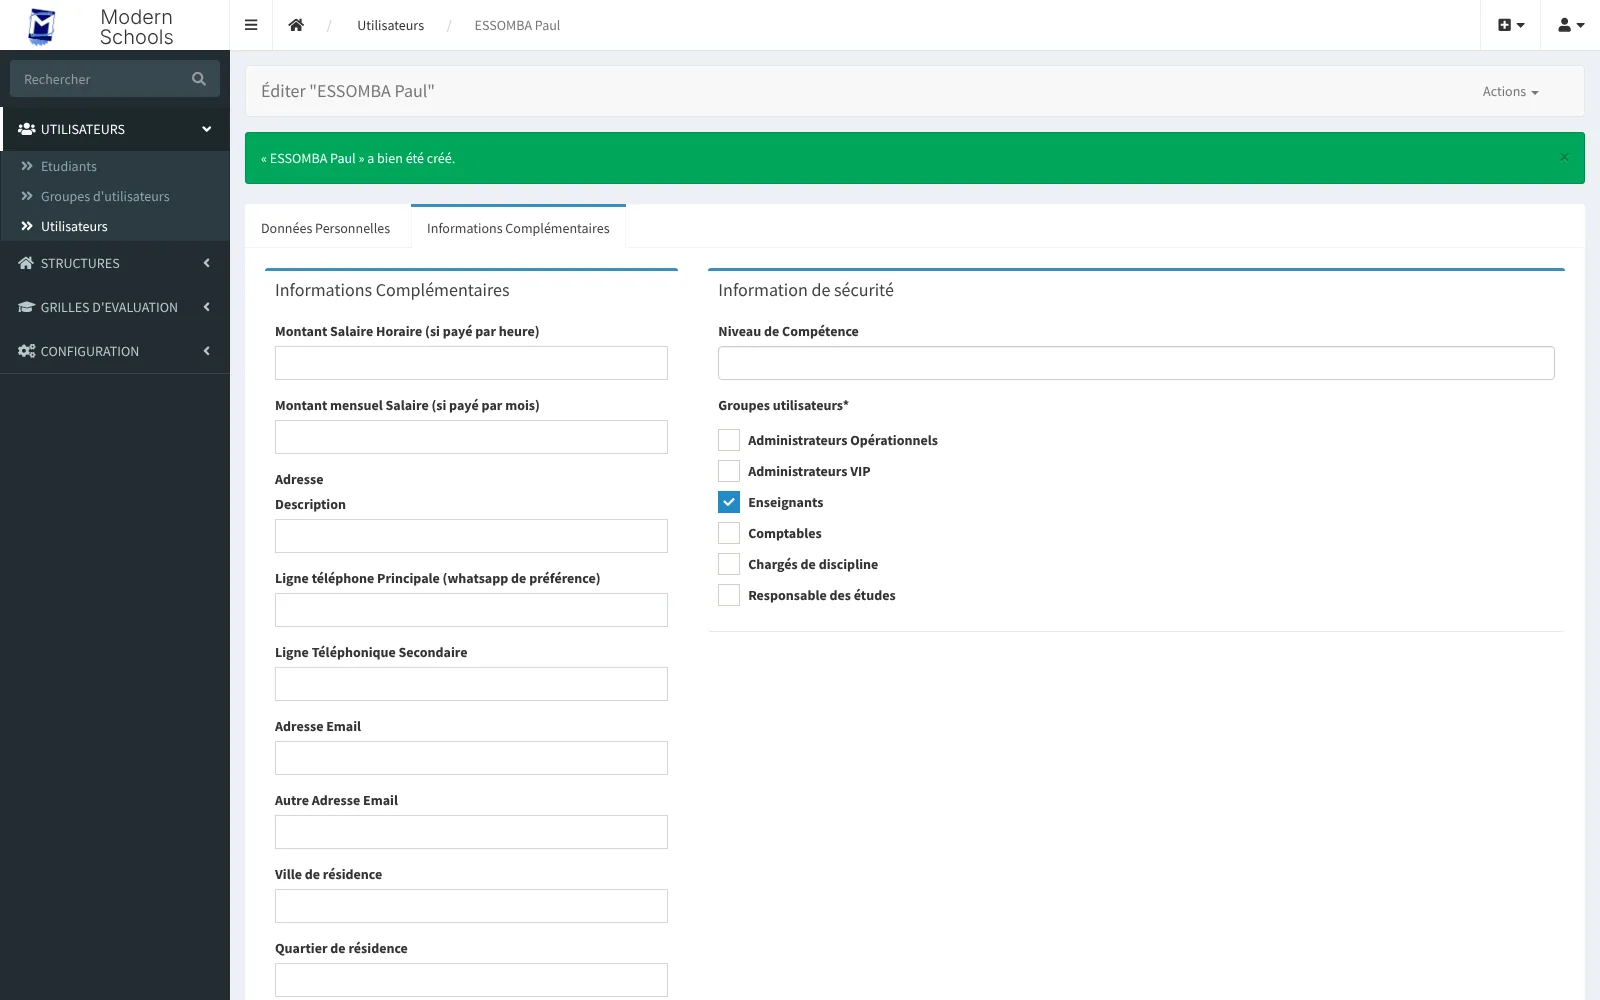 Modern
Schools
/
Utilisateurs
/
ESSOMBA Paul
Rechercher
UTILISATEURS
Etudiants
Groupes d'utilisateurs
Utilisateurs
STRUCTURES
GRILLES D'EVALUATION
CONFIGURATION
Éditer "ESSOMBA Paul"
Actions
« ESSOMBA Paul » a bien été créé.
×
Données Personnelles
Informations Complémentaires
Informations Complémentaires
Montant Salaire Horaire (si payé par heure)
Montant mensuel Salaire (si payé par mois)
Adresse
Description
Ligne téléphone Principale (whatsapp de préférence)
Ligne Téléphonique Secondaire
Adresse Email
Autre Adresse Email
Ville de résidence
Quartier de résidence
Information de sécurité
Niveau de Compétence
Groupes utilisateurs*
Administrateurs Opérationnels
Administrateurs VIP
Enseignants
Comptables
Chargés de discipline
Responsable des études